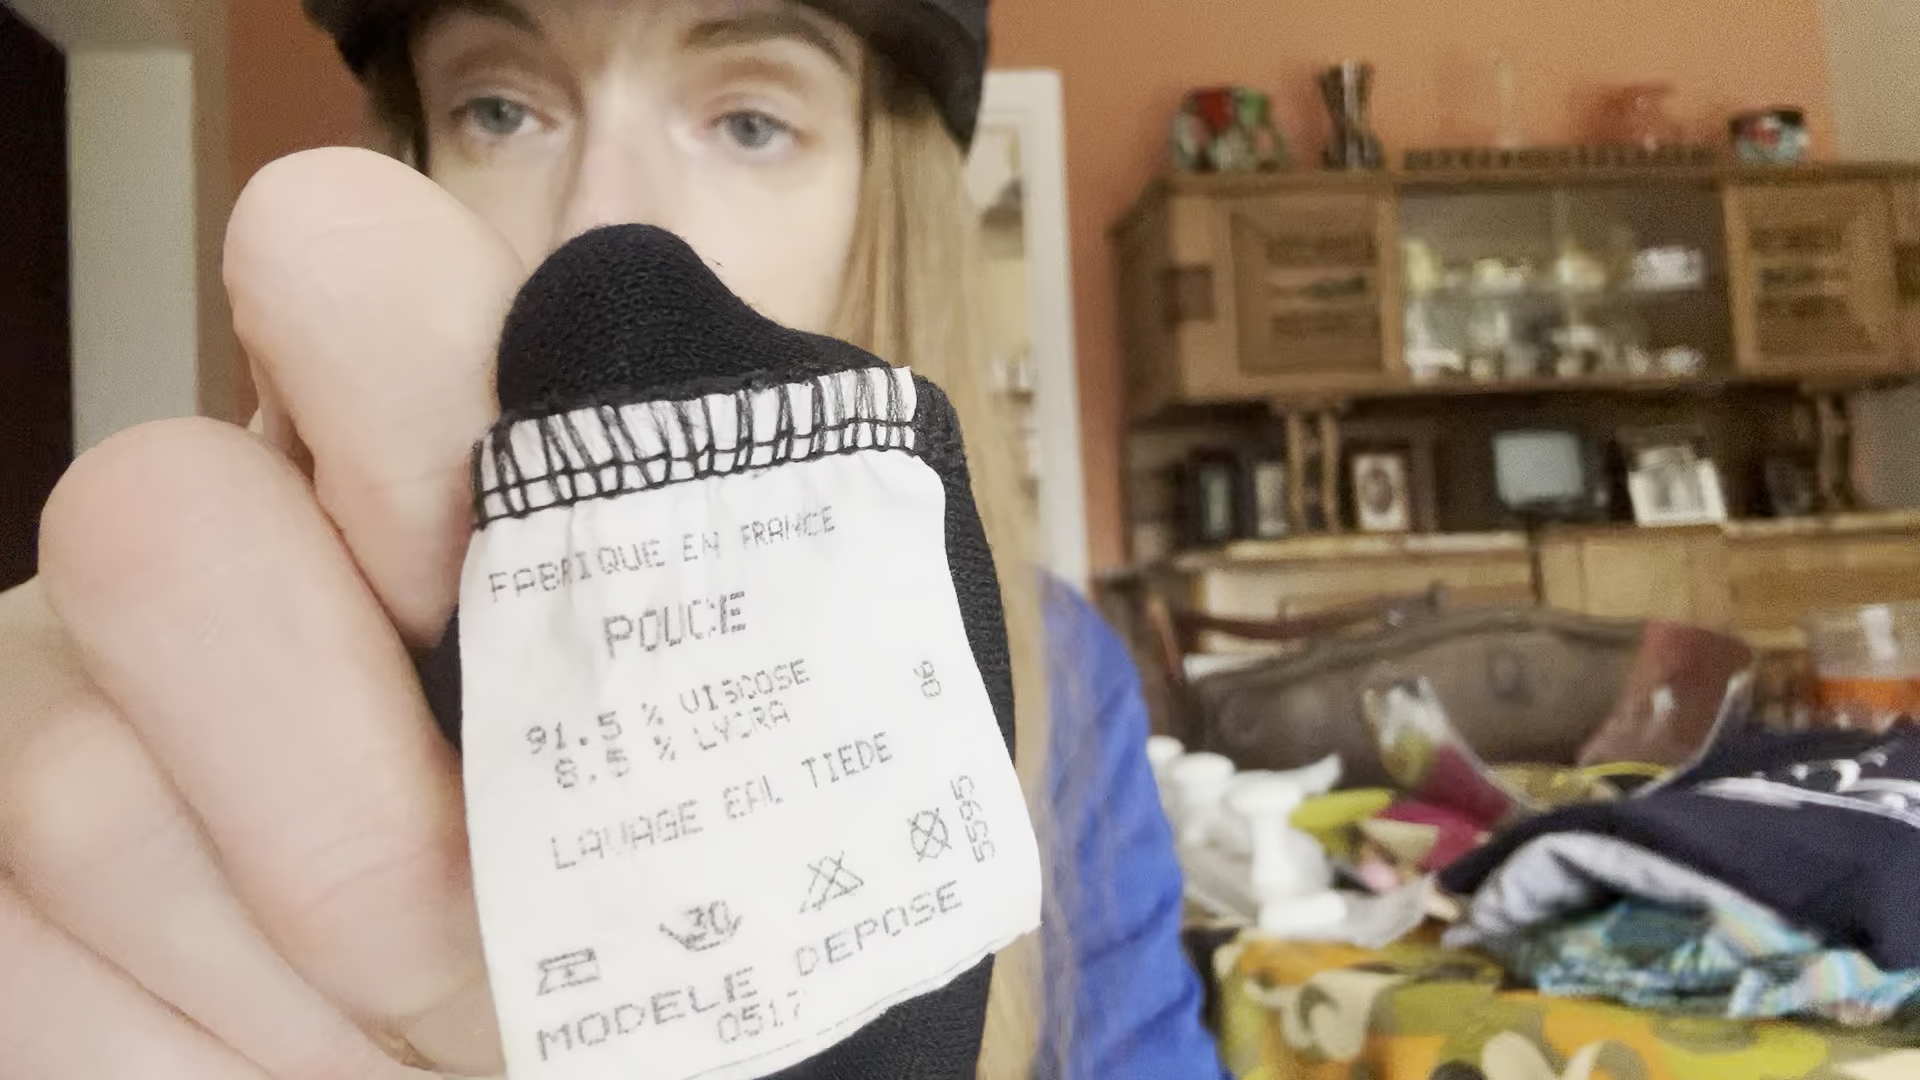 FABRIQUE EN FRANCE
POUCE
91.5 % VISCOSE
8.5 % LYCRA
06
LAVAGE EAU TIEDE
30
5595
MODELE DEPOSE
0517